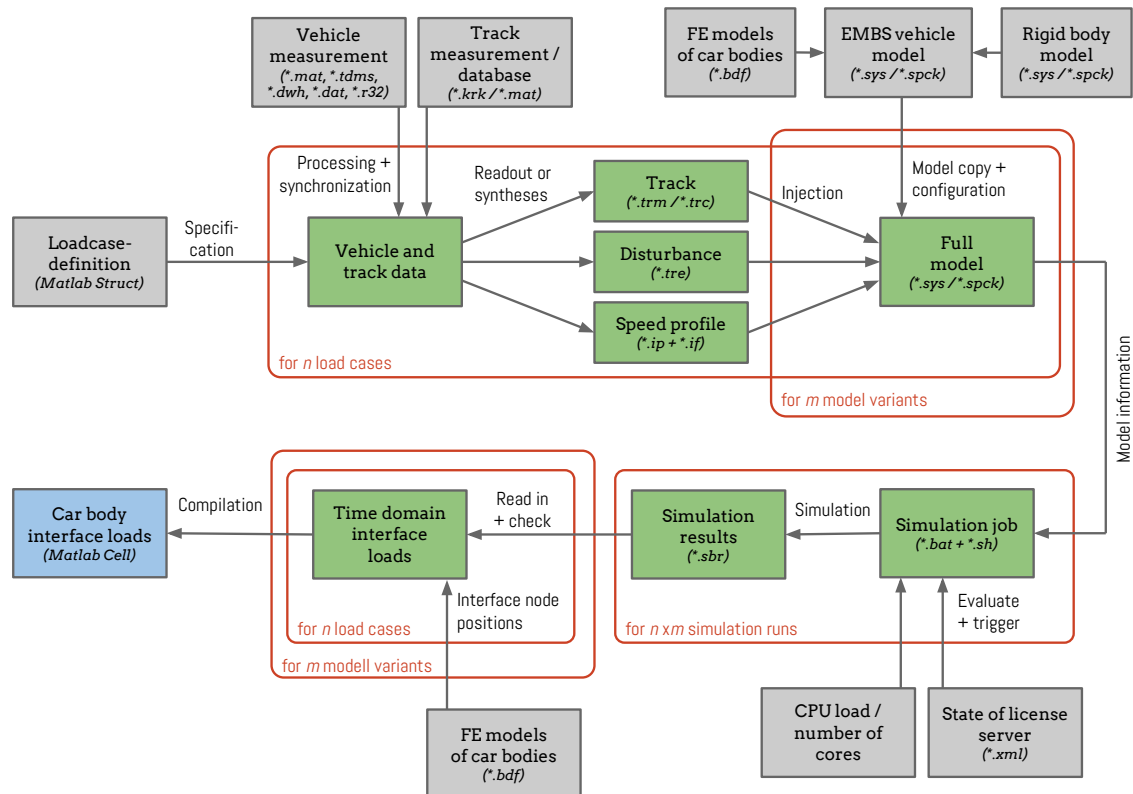 Vehicle
measurement
(*.mat, *.tdms,
*.dwh, *.dat, *.r32)
Track
measurement /
database
(*.krk / *.mat)
FE models
of car bodies
(*.bdf)
EMBS vehicle
model
(*.sys / *.spck)
Rigid body
model
(*.sys / *.spck)
Processing +
synchronization
Readout or
syntheses
Track
(*.trm / *.trc)
Injection
Model copy +
configuration
Loadcase-
definition
(Matlab Struct)
Specifi-
cation
Vehicle and
track data
Disturbance
(*.tre)
Full
model
(*.sys / *.spck)
Speed profile
(*.ip + *.if)
for n load cases
for m model variants
Model information
Car body
interface loads
(Matlab Cell)
Compilation
Time domain
interface
loads
Read in
+ check
Simulation
results
(*.sbr)
Simulation
Simulation job
(*.bat + *.sh)
Interface node
positions
Evaluate
+ trigger
for n load cases
for n x m simulation runs
for m modell variants
FE models
of car bodies
(*.bdf)
CPU load /
number of
cores
State of license
server
(*.xml)